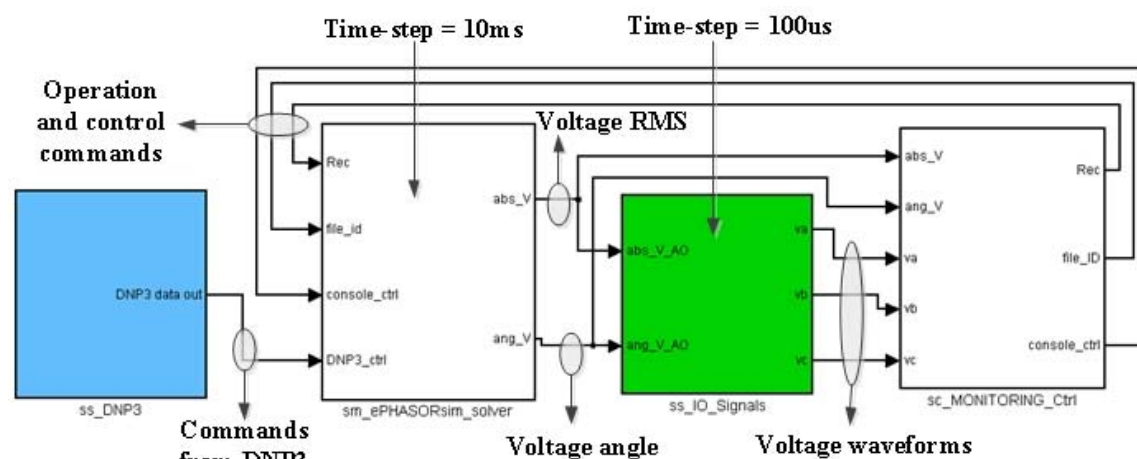 Time-step = 10ms
Time-step = 100us
Operation
and control
commands
Voltage RMS
Rec
file_id
console_ctrl
DNP3_ctrl
abs_V
ang_V
sm_ePHASORsim_solver
DNP3 data out
ss_DNP3
abs_V_AO
ang_V_AO
va
vb
vc
ss_IO_Signals
abs_V
ang_V
va
vb
vc
Rec
file_ID
console_ctrl
sc_MONITORING_Ctrl
Commands
from DNP3
Voltage angle
Voltage waveforms